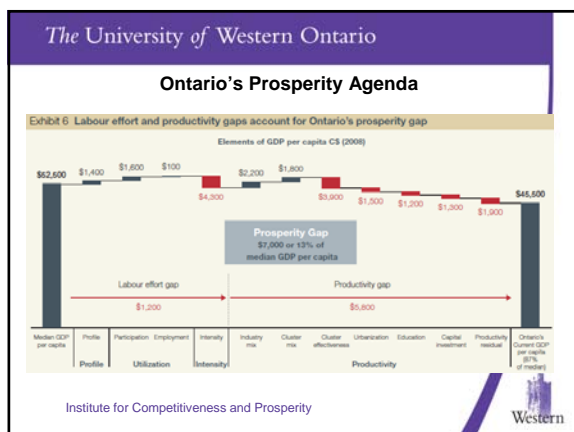 The University of Western Ontario
Ontario's Prosperity Agenda
Exhibit 6 Labour effort and productivity gaps account for Ontario's prosperity gap
Elements of GDP per capita C$ (2008)
$52,500
$1,400
$1,600
$100
$4,300
$2,200
$1,800
$3,900
$1,500
$1,200
$1,300
$1,900
$45,500
Prosperity Gap
$7,000 or 13% of
median GDP per capita
Labour effort gap
$1,200
Productivity gap
$5,800
Median GDP
per capita
Profile
Participation
Employment
Intensity
Industry
mix
Cluster
mix
Cluster
effectiveness
Urbanization
Education
Capital
investment
Productivity
residual
Ontario's
Current GDP
per capita
(87%
of median)
Profile
Utilization
Intensity
Productivity
Institute for Competitiveness and Prosperity
Western